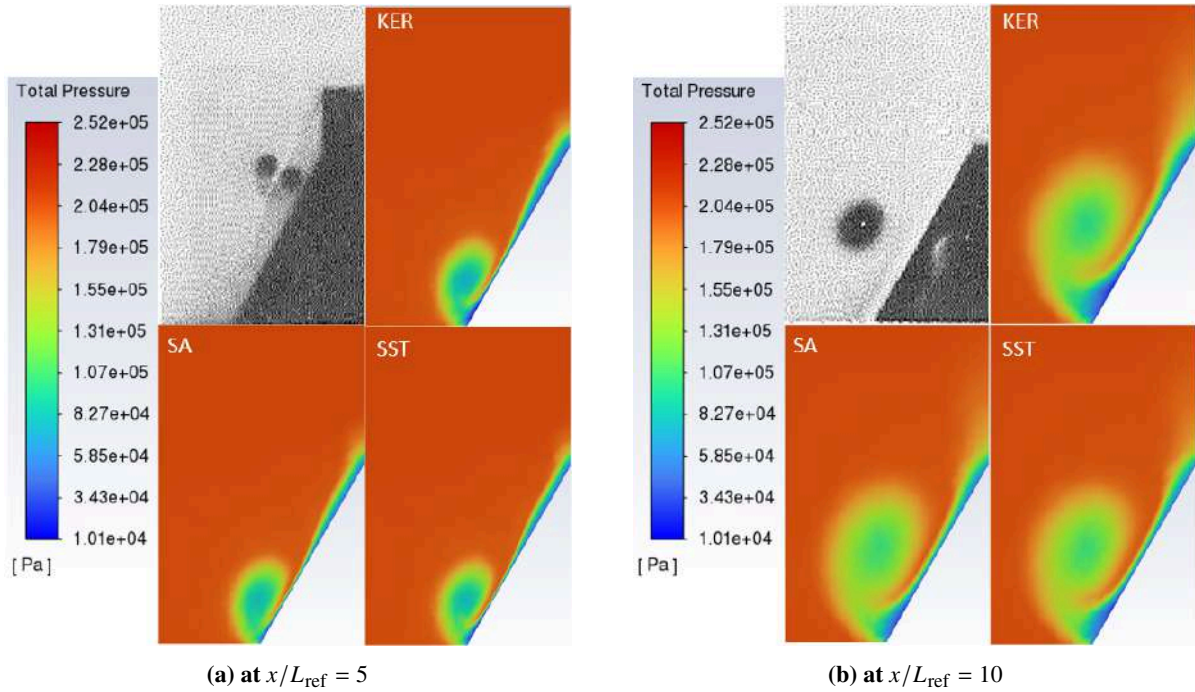 KER
Total Pressure
2.52e+05
2.28e+05
2.04e+05
1.79e+05
1.55e+05
1.31e+05
1.07e+05
8.27e+04
5.85e+04
3.43e+04
1.01e+04
[ Pa ]
SA
SST
(a) at x/Lref = 5
KER
Total Pressure
2.52e+05
2.28e+05
2.04e+05
1.79e+05
1.55e+05
1.31e+05
1.07e+05
8.27e+04
5.85e+04
3.43e+04
1.01e+04
[ Pa ]
SA
SST
(b) at x/Lref = 10